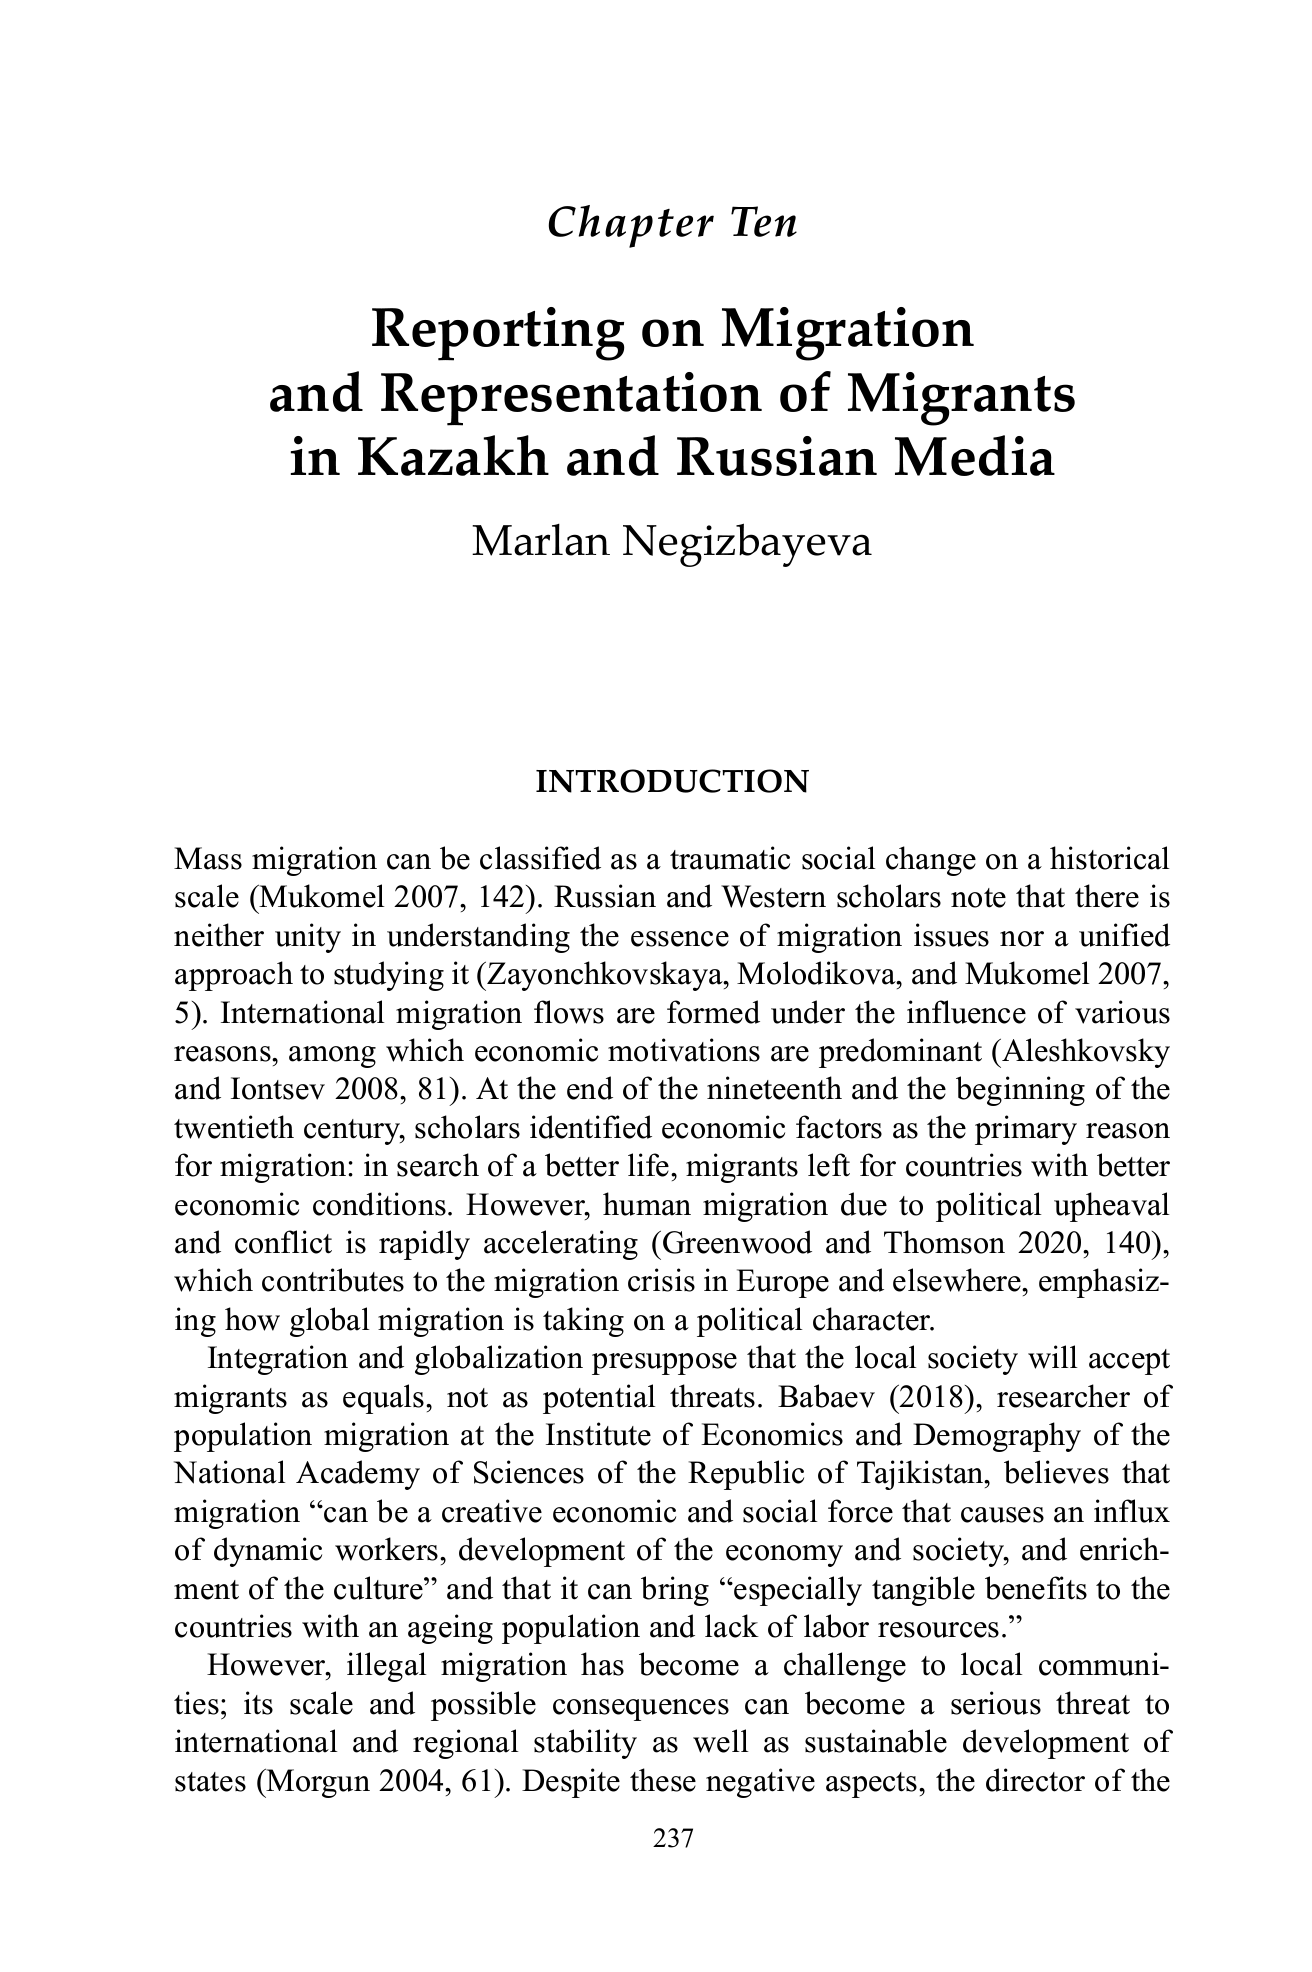 Chapter Ten
Reporting on Migration
and Representation of Migrants
in Kazakh and Russian Media
Marlan Negizbayeva
INTRODUCTION
Mass migration can be classified as a traumatic social change on a historical
scale (Mukomel 2007, 142). Russian and Western scholars note that there is
neither unity in understanding the essence of migration issues nor a unified
approach to studying it (Zayonchkovskaya, Molodikova, and Mukomel 2007,
5). International migration flows are formed under the influence of various
reasons, among which economic motivations are predominant (Aleshkovsky
and Iontsev 2008, 81). At the end of the nineteenth and the beginning of the
twentieth century, scholars identified economic factors as the primary reason
for migration: in search of a better life, migrants left for countries with better
economic conditions. However, human migration due to political upheaval
and conflict is rapidly accelerating (Greenwood and Thomson 2020, 140),
which contributes to the migration crisis in Europe and elsewhere, emphasiz-
ing how global migration is taking on a political character.
Integration and globalization presuppose that the local society will accept
migrants as equals, not as potential threats. Babaev (2018), researcher of
population migration at the Institute of Economics and Demography of the
National Academy of Sciences of the Republic of Tajikistan, believes that
migration “can be a creative economic and social force that causes an influx
of dynamic workers, development of the economy and society, and enrich-
ment of the culture” and that it can bring “especially tangible benefits to the
countries with an ageing population and lack of labor resources.”
However, illegal migration has become a challenge to local communi-
ties; its scale and possible consequences can become a serious threat to
international and regional stability as well as sustainable development of
states (Morgun 2004, 61). Despite these negative aspects, the director of the
237